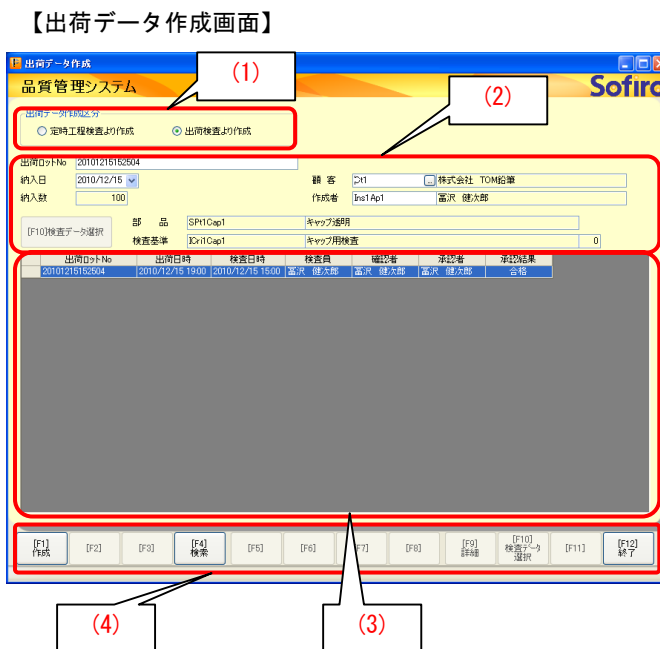 【出荷データ作成画面】
出荷データ作成
品質管理システム
Sofirc
(1)
(2)
出荷データ作成区分
定時工程検査より作成 出荷検査より作成
出荷ロットNo 20101215152504
納入日 2010/12/15 顧 客 Ct1 ... 株式会社 TOM鉛筆
納入数 100 作成者 Ins1Ap1 冨沢 健次郎
[F10]検査データ選択
部 品 SPt1Cap1 キャップ透明
検査基準 ICri1Cap1 キャップ用検査 0
出荷ロットNo 出荷日時 検査日時 検査員 確認者 承認者 承認結果
20101215152504 2010/12/15 19:00 2010/12/15 15:00 冨沢 健次郎 冨沢 健次郎 冨沢 健次郎 合格
[F1]作成 [F2] [F3] [F4]検索 [F5] [F6] [F7] [F8] [F9]詳細 [F10]検査データ選択 [F11] [F12]終了
(4)
(3)